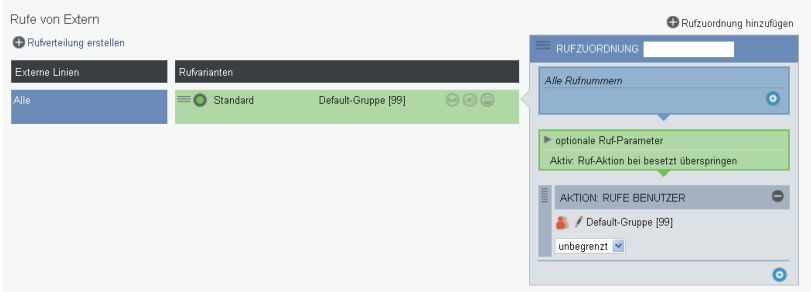 Rufe von Extern
Rufzuordnung hinzufügen
Rufverteilung erstellen
RUFZUORDNUNG
Externe Linien
Rufvarianten
Alle Rufnummern
Alle
Standard
Default-Gruppe [99]
optionale Ruf-Parameter
Aktiv: Ruf-Aktion bei besetzt überspringen
AKTION: RUFE BENUTZER
Default-Gruppe [99]
unbegrenzt